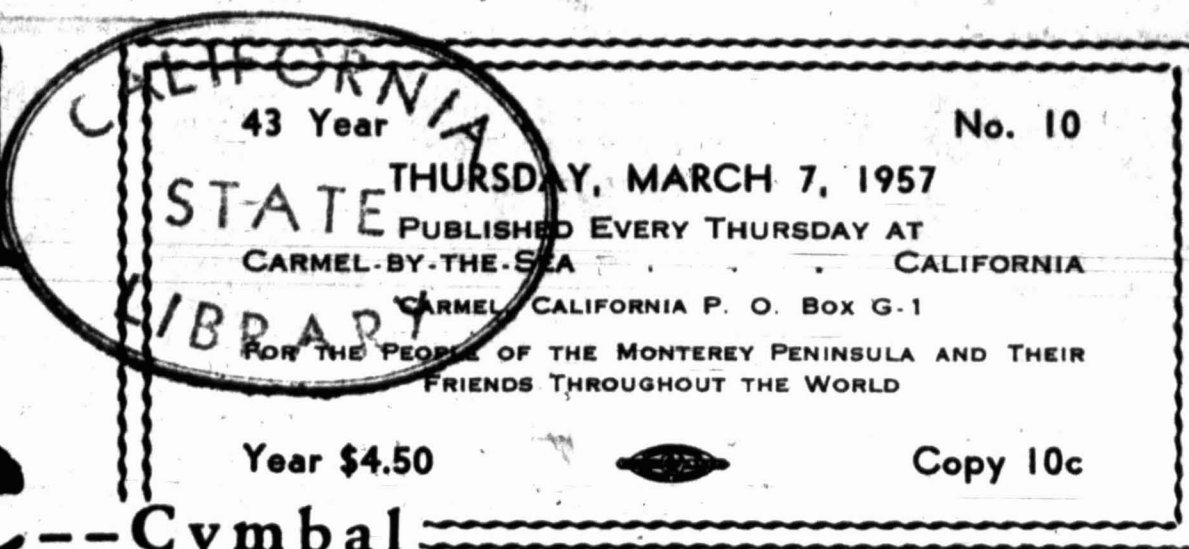 CALIFORNIA
STATE
LIBRARY
43 Year No. 10
THURSDAY, MARCH 7, 1957
PUBLISHED EVERY THURSDAY AT
CARMEL-BY-THE-SEA . . . CALIFORNIA
CARMEL, CALIFORNIA P. O. BOX G-1
FOR THE PEOPLE OF THE MONTEREY PENINSULA AND THEIR
FRIENDS THROUGHOUT THE WORLD
Year $4.50 Copy 10c
--Cymbal